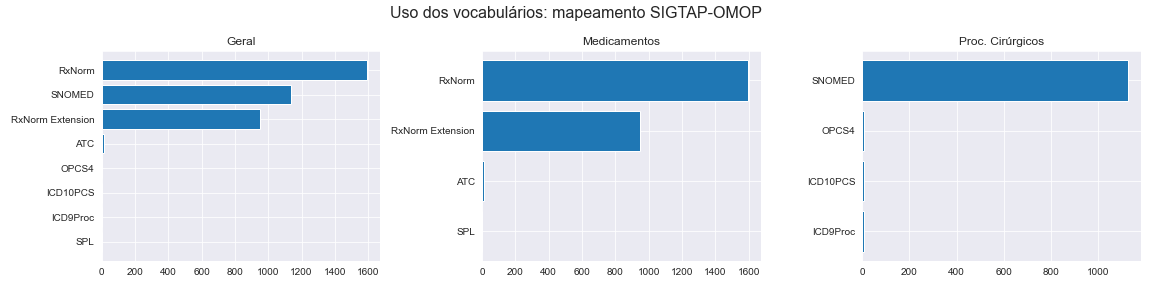 Uso dos vocabulários: mapeamento SIGTAP-OMOP
Geral
RxNorm
SNOMED
RxNorm Extension
ATC
OPCS4
ICD10PCS
ICD9Proc
SPL
0 200 400 600 800 1000 1200 1400 1600
Medicamentos
RxNorm
RxNorm Extension
ATC
SPL
0 200 400 600 800 1000 1200 1400 1600
Proc. Cirúrgicos
SNOMED
OPCS4
ICD10PCS
ICD9Proc
0 200 400 600 800 1000